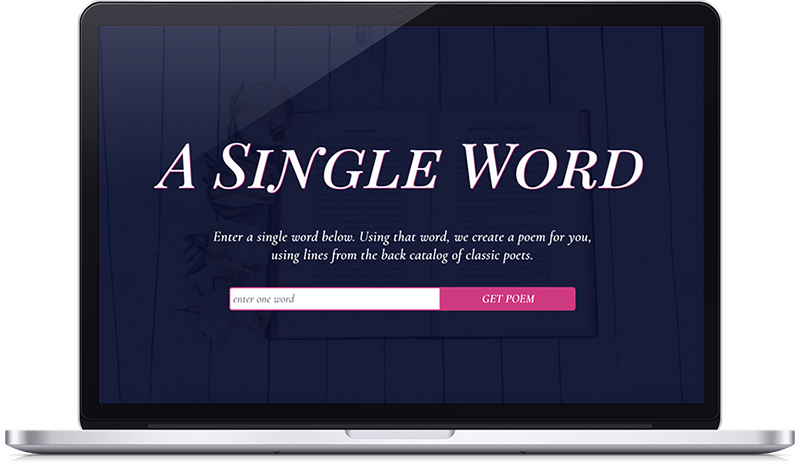 A SINGLE WORD
Enter a single word below. Using that word, we create a poem for you,
using lines from the back catalog of classic poets.
enter one word
GET POEM